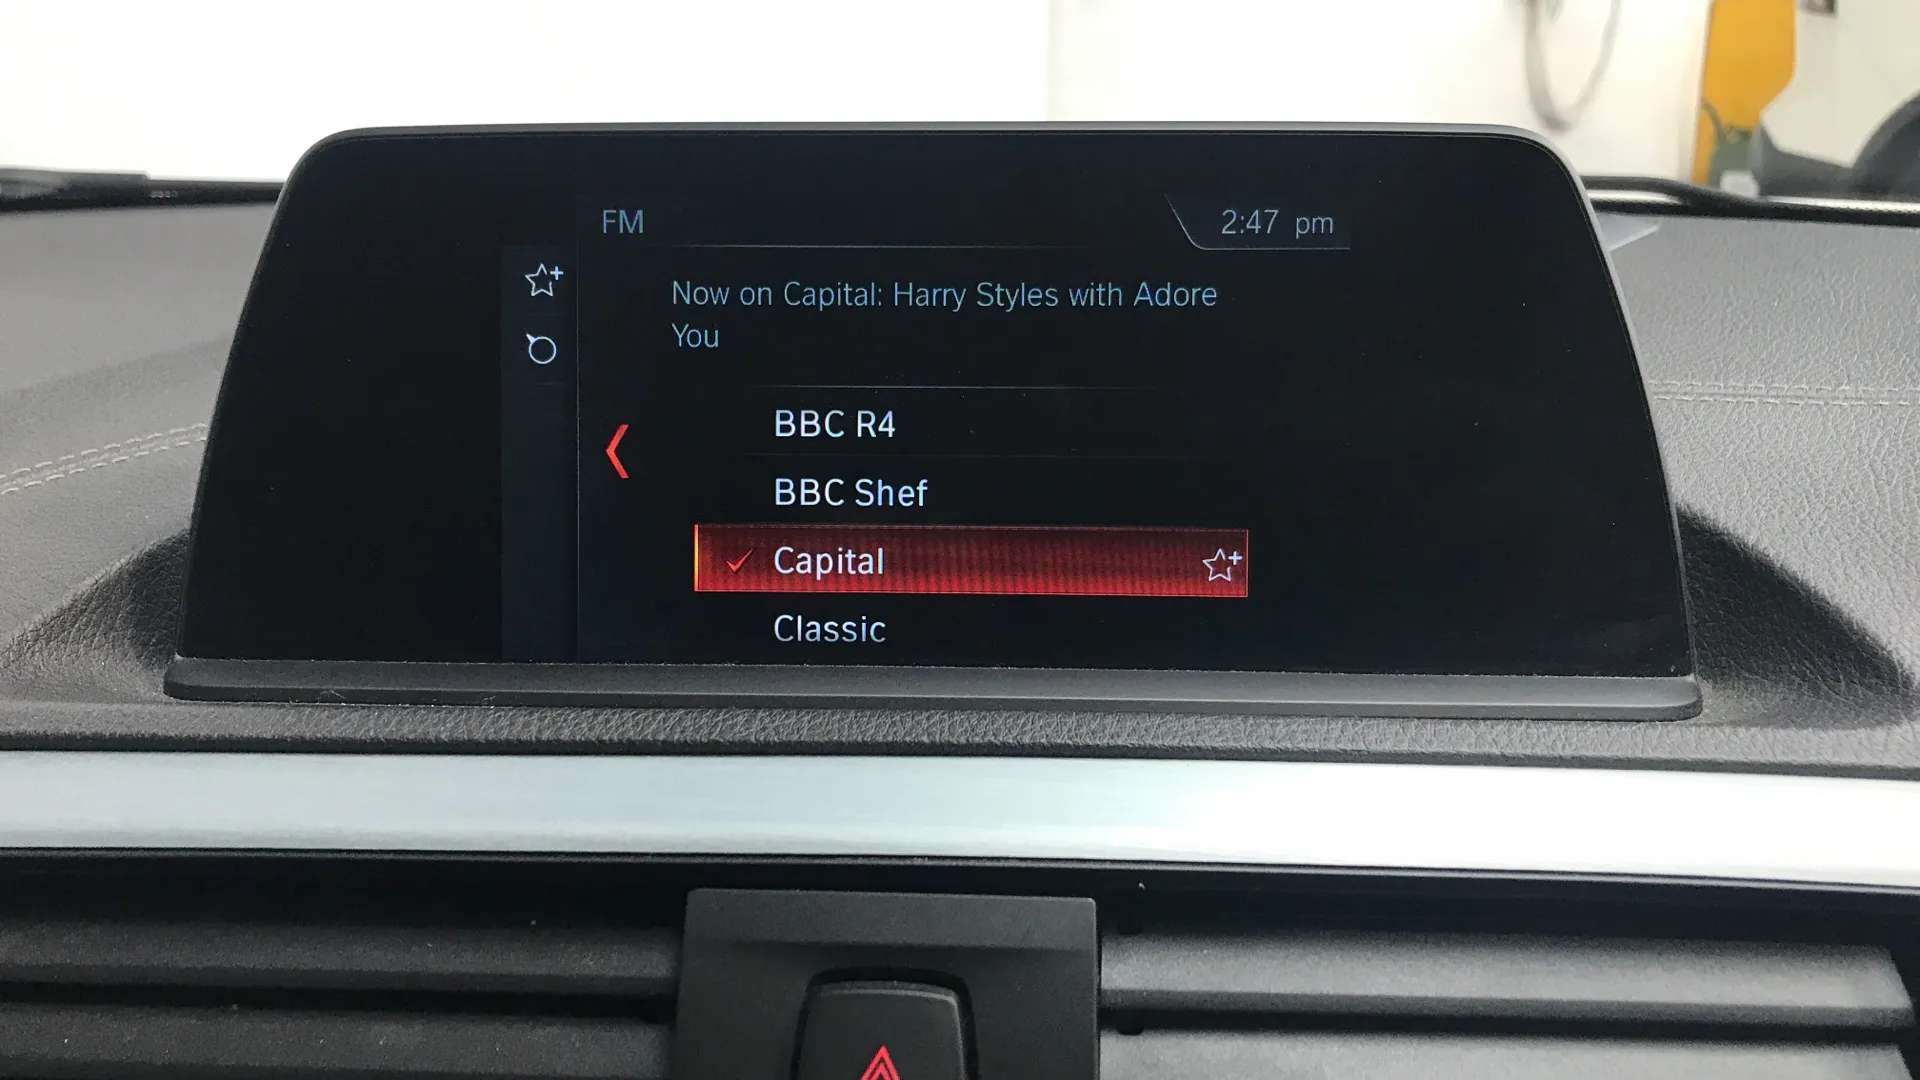 FM
2:47 pm
Now on Capital: Harry Styles with Adore
You
BBC R4
BBC Shef
Capital
Classic